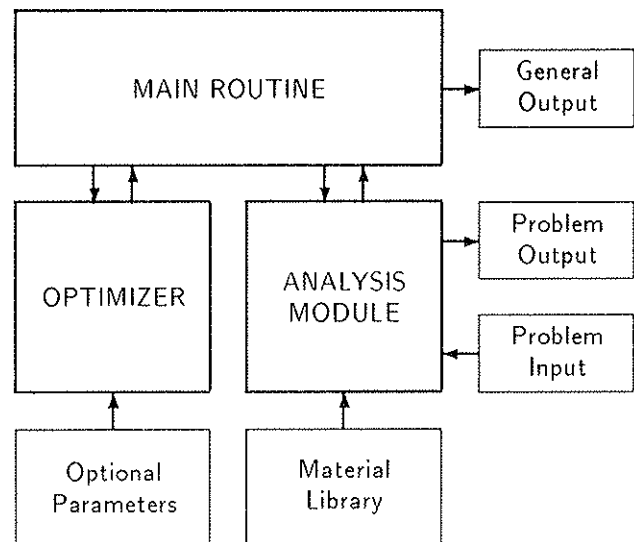 MAIN ROUTINE
General
Output
OPTIMIZER
ANALYSIS
MODULE
Problem
Output
Problem
Input
Optional
Parameters
Material
Library